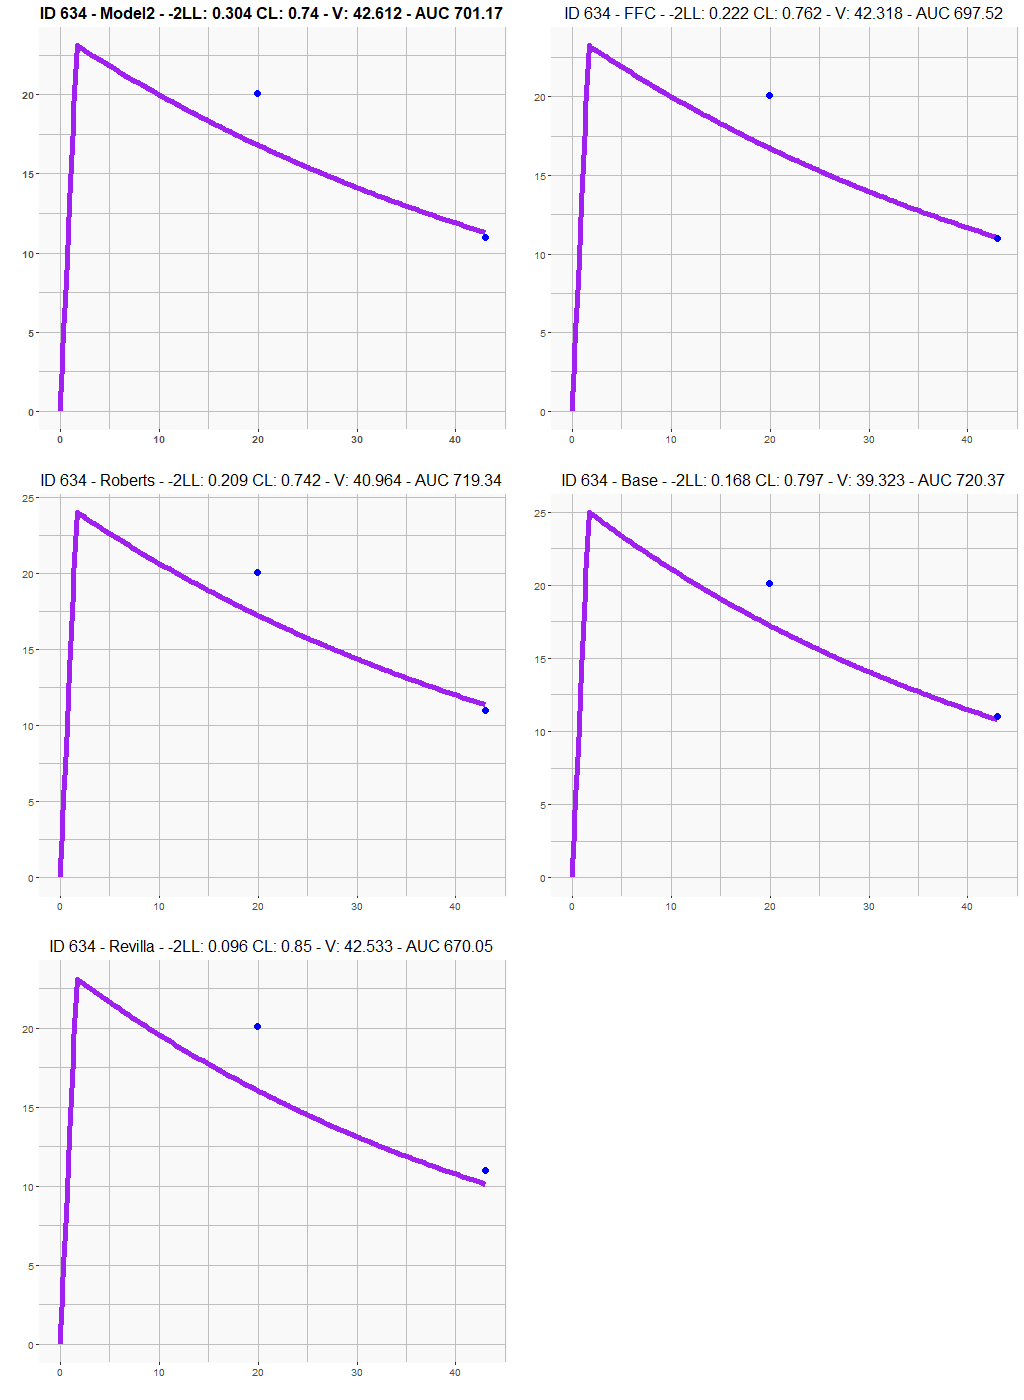 ID 634 - Model2 - -2LL: 0.304 CL: 0.74 - V: 42.612 - AUC 701.17
20
15
10
5
0
0 10 20 30 40
ID 634 - FFC - -2LL: 0.222 CL: 0.762 - V: 42.318 - AUC 697.52
20
15
10
5
0
0 10 20 30 40
ID 634 - Roberts - -2LL: 0.209 CL: 0.742 - V: 40.964 - AUC 719.34
25
20
15
10
5
0
0 10 20 30 40
ID 634 - Base - -2LL: 0.168 CL: 0.797 - V: 39.323 - AUC 720.37
25
20
15
10
5
0
0 10 20 30 40
ID 634 - Revilla - -2LL: 0.096 CL: 0.85 - V: 42.533 - AUC 670.05
20
15
10
5
0
0 10 20 30 40